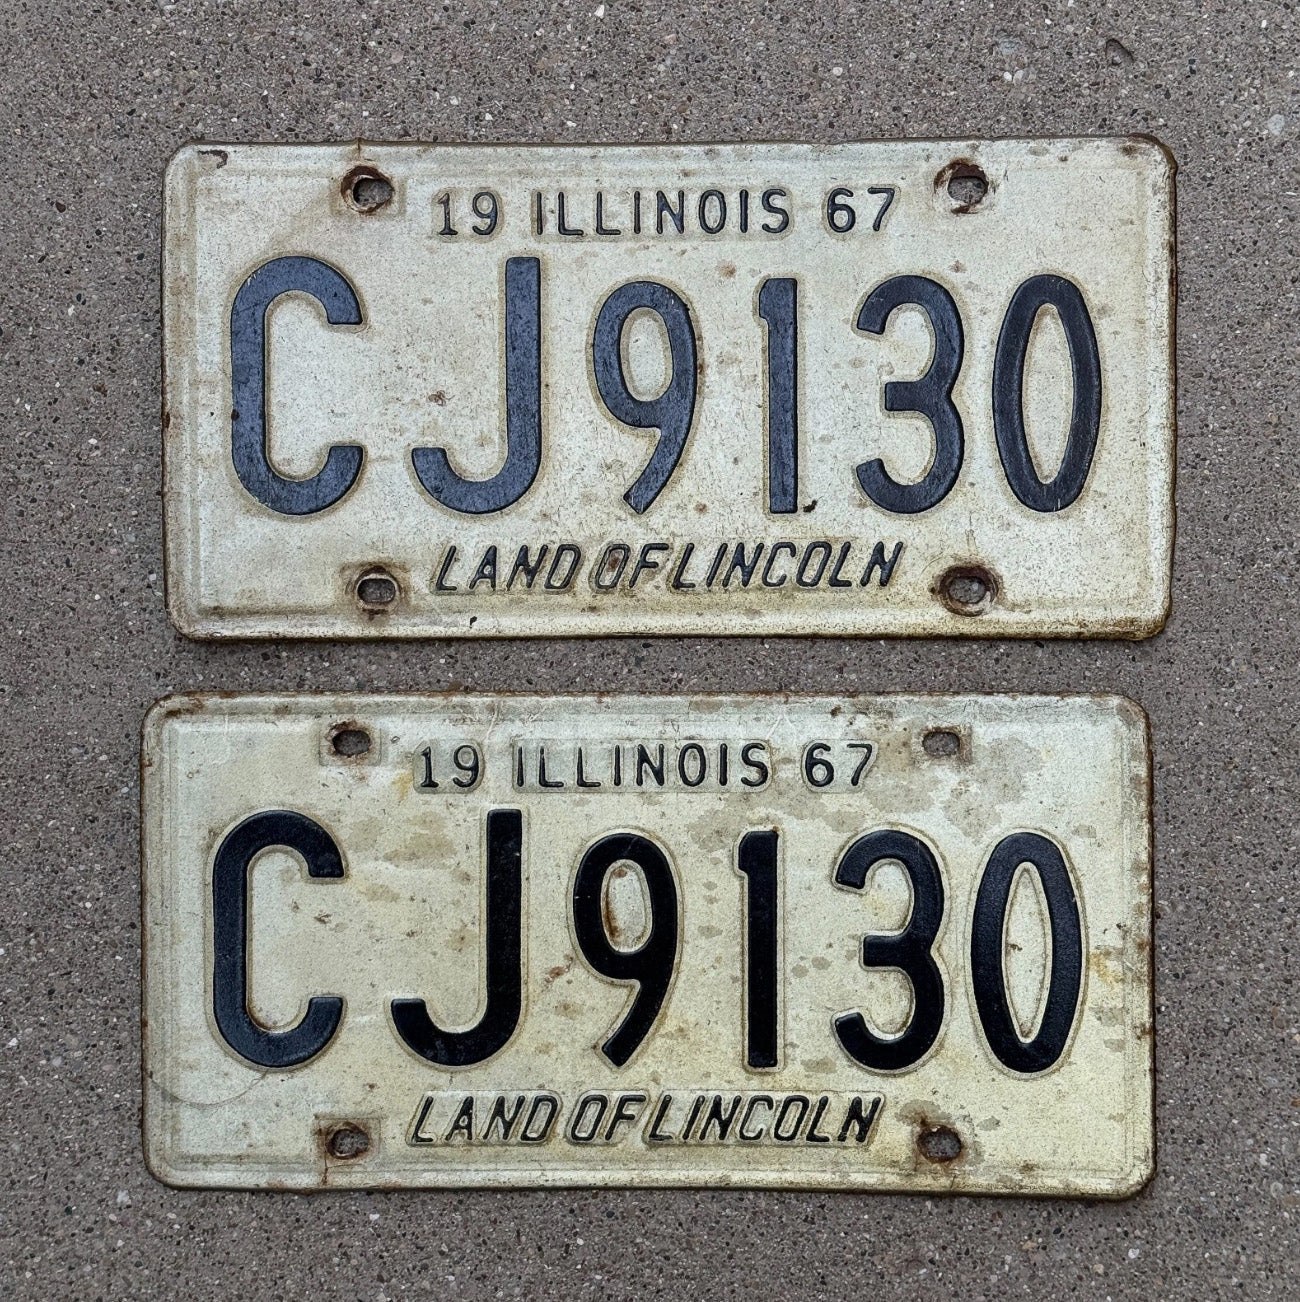 19 ILLINOIS 67
CJ9130
LAND OF LINCOLN
19 ILLINOIS 67
CJ9130
LAND OF LINCOLN